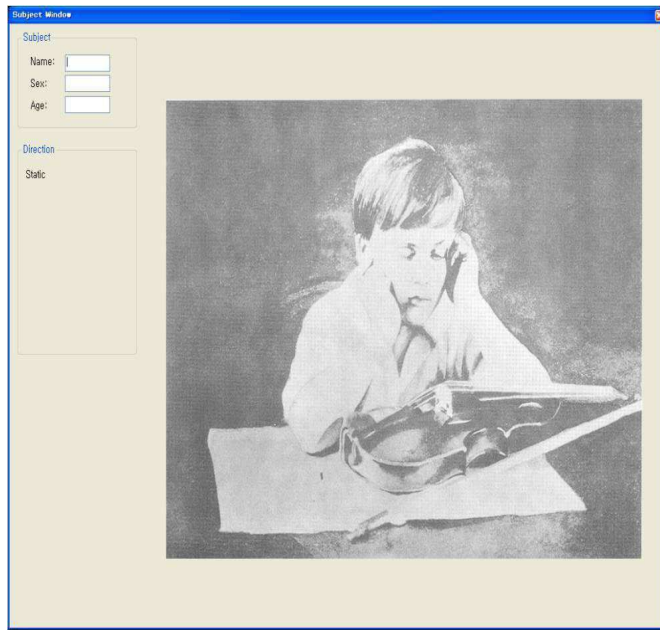 Subject Window
Subject
Name:
Sex:
Age:
Direction
Static